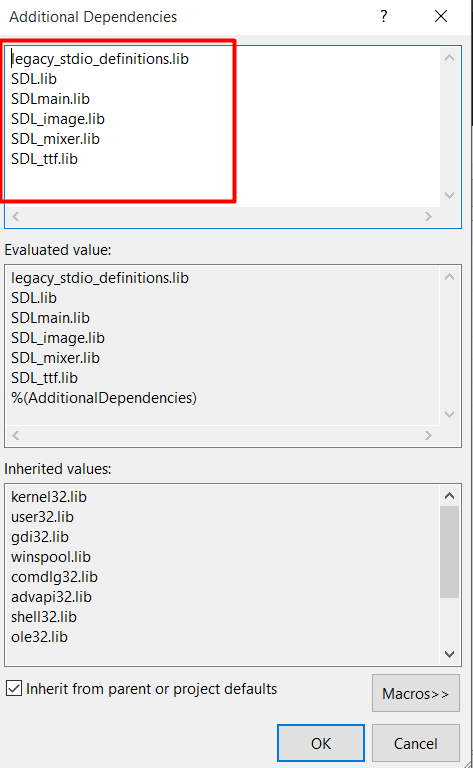 Additional Dependencies
?
legacy_stdio_definitions.lib
SDL.lib
SDLmain.lib
SDL_image.lib
SDL_mixer.lib
SDL_ttf.lib
Evaluated value:
legacy_stdio_definitions.lib
SDL.lib
SDLmain.lib
SDL_image.lib
SDL_mixer.lib
SDL_ttf.lib
%(AdditionalDependencies)
Inherited values:
kernel32.lib
user32.lib
gdi32.lib
winspool.lib
comdlg32.lib
advapi32.lib
shell32.lib
ole32.lib
Inherit from parent or project defaults
Macros>>
OK
Cancel